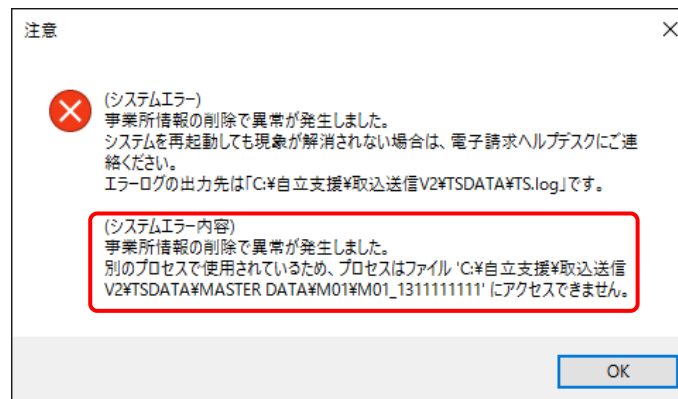 注意
(システムエラー)
事業所情報の削除で異常が発生しました。
システムを再起動しても現象が解消されない場合は、電子請求ヘルプデスクにご連
絡ください。
エラーログの出力先は「C:¥自立支援¥取込送信V2¥TSDATA¥TS.log」です。
(システムエラー内容)
事業所情報の削除で異常が発生しました。
別のプロセスで使用されているため、プロセスはファイル 'C:¥自立支援¥取込送信
V2¥TSDATA¥MASTER DATA¥M01¥M01_1311111111' にアクセスできません。
OK